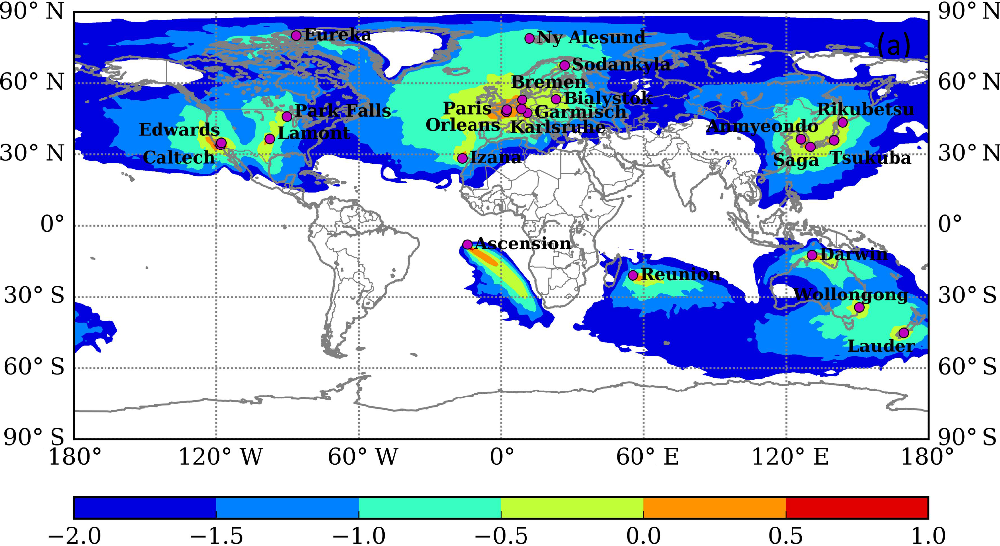 90° N
90° N
(a)
Eureka
Ny Alesund
Sodankyla
60° N
Bremen
60° N
Bialystok
Park Falls
Paris
Garmisch
Rikubetsu
Edwards
Orleans
Karlsruhe
Anmyeondo
Lamont
30° N
Caltech
Izana
Saga
Tsukuba
30° N
0°
0°
Ascension
Darwin
Reunion
30° S
Wollongong
30° S
Lauder
60° S
60° S
90° S
90° S
180°
120° W
60° W
0°
60° E
120° E
180°
−2.0
−1.5
−1.0
−0.5
0.0
0.5
1.0